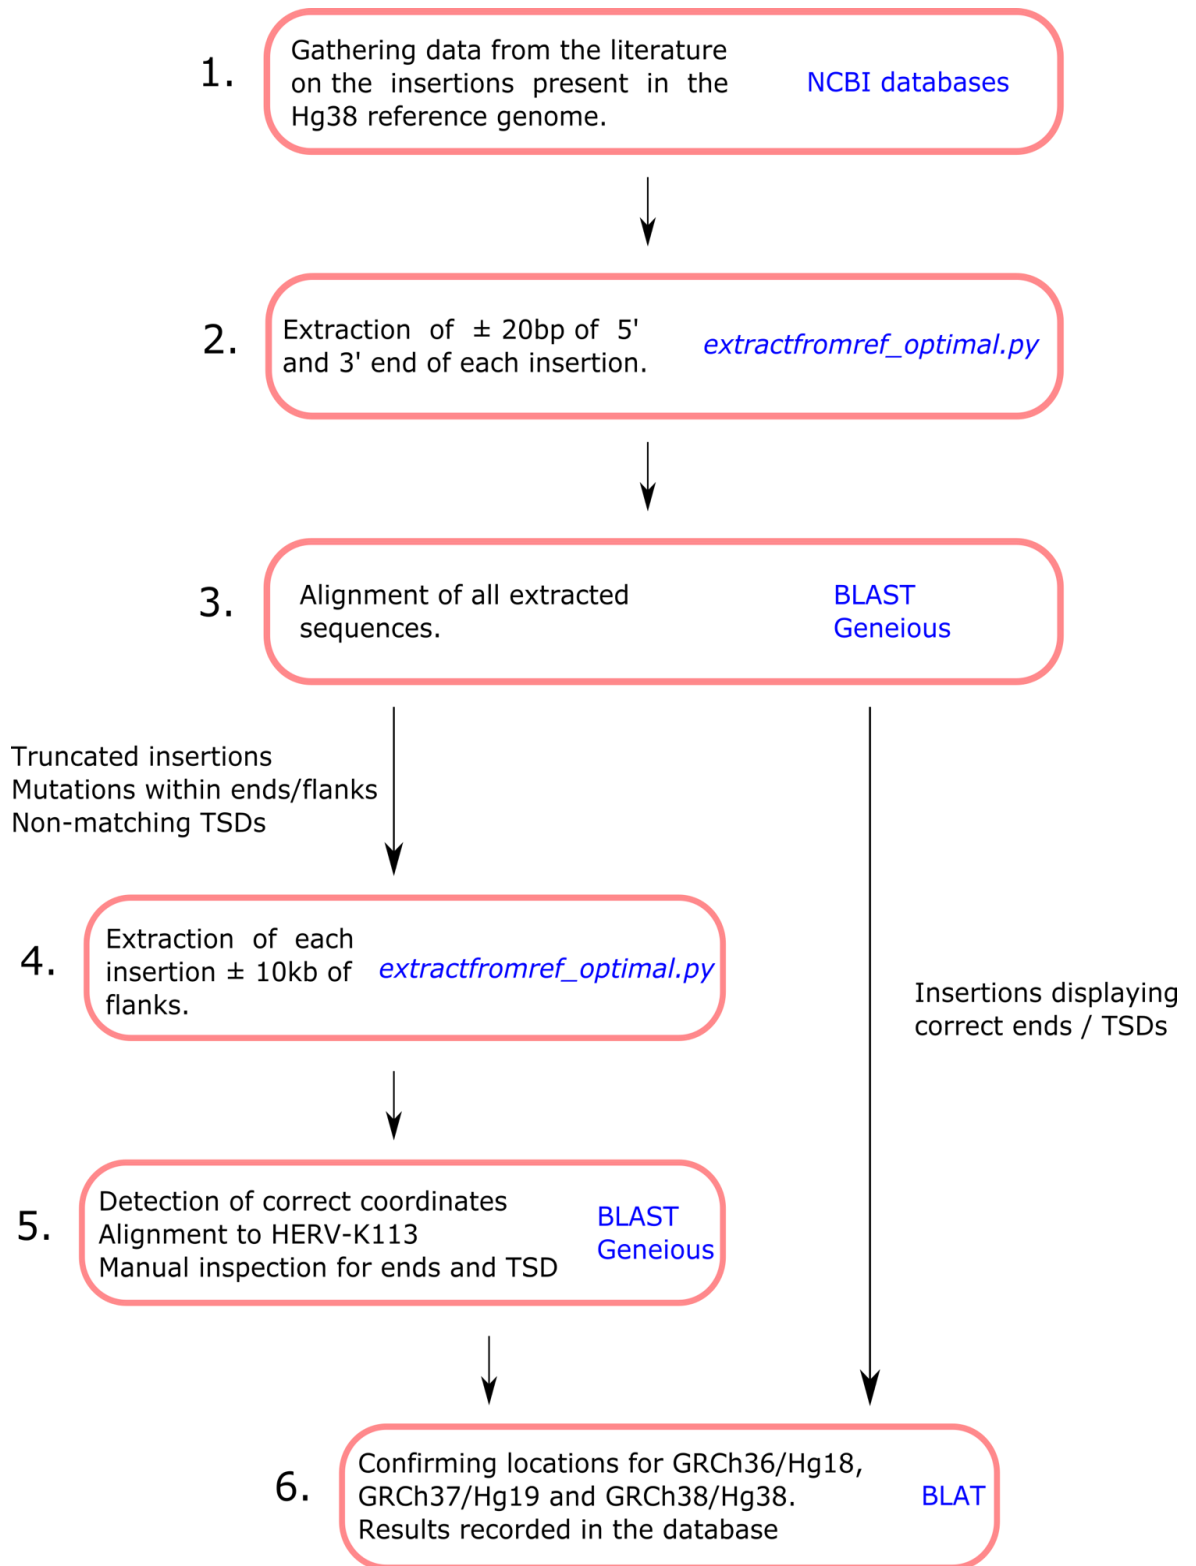 1.
Gathering data from the literature
on the insertions present in the
Hg38 reference genome.
NCBI databases
2.
Extraction of ± 20bp of 5'
and 3' end of each insertion.
extractfromref_optimal.py
3.
Alignment of all extracted
sequences.
BLAST
Geneious
Truncated insertions
Mutations within ends/flanks
Non-matching TSDs
4.
Extraction of each
insertion ± 10kb of
flanks.
extractfromref_optimal.py
Insertions displaying
correct ends / TSDs
5.
Detection of correct coordinates
Alignment to HERV-K113
Manual inspection for ends and TSD
BLAST
Geneious
6.
Confirming locations for GRCh36/Hg18,
GRCh37/Hg19 and GRCh38/Hg38.
Results recorded in the database
BLAT